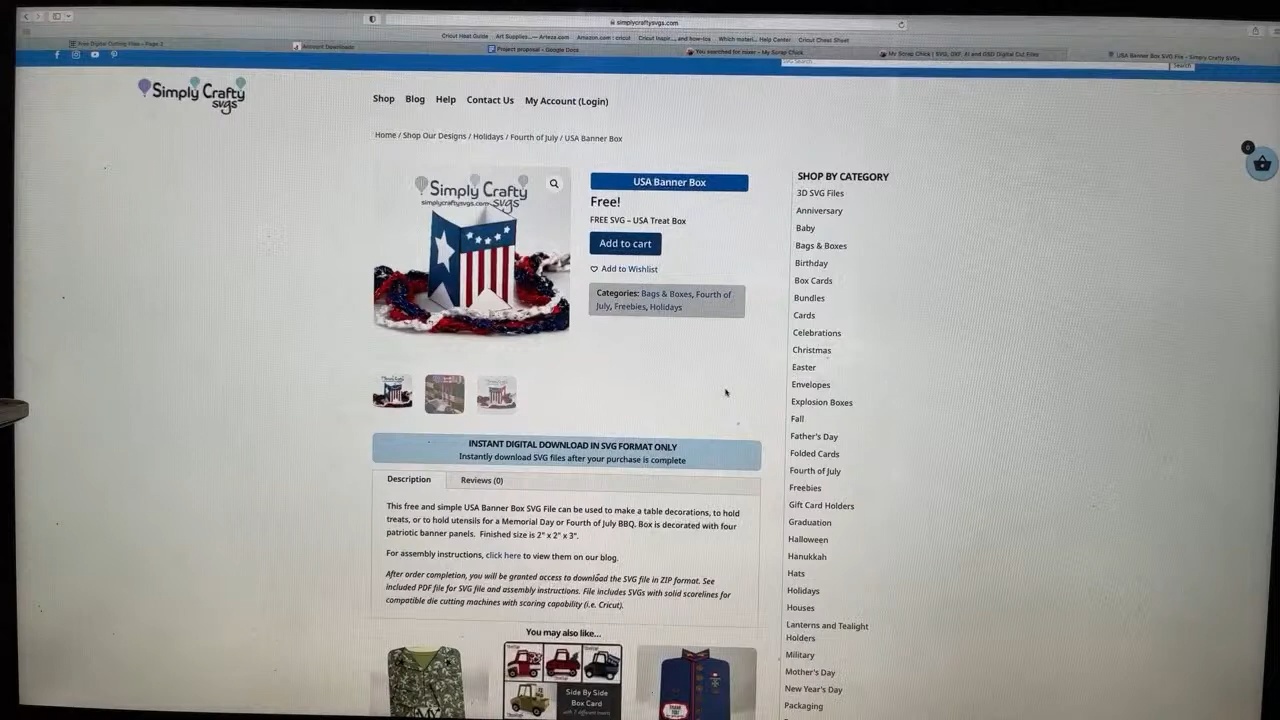 simplycraftysvgs.com
Cricut Heat Guide
Art Supplies... - Arteza.com
Amazon.com : cricut
Cricut Inspir... and how-tos
Which materi... Help Center
Cricut Cheat Sheet
Free Digital Cutting Files – Page 2
Account Downloads
Project proposal - Google Docs
You searched for mixer - My Scrap Chick
My Scrap Chick | SVG, DXF, AI and GSD Digital Cut Files
USA Banner Box SVG File - Simply Crafty SVGs
SVG Search...
Search
Simply Crafty
svgs
Shop Blog Help Contact Us My Account (Login)
0
Home / Shop Our Designs / Holidays / Fourth of July / USA Banner Box
Simply Crafty
simplycraftysvgs.com svgs
USA Banner Box
Free!
FREE SVG – USA Treat Box
Add to cart
Add to Wishlist
Categories: Bags & Boxes, Fourth of
July, Freebies, Holidays
INSTANT DIGITAL DOWNLOAD IN SVG FORMAT ONLY
Instantly download SVG files after your purchase is complete
Description Reviews (0)
This free and simple USA Banner Box SVG File can be used to make a table decorations, to hold
treats, or to hold utensils for a Memorial Day or Fourth of July BBQ. Box is decorated with four
patriotic banner panels. Finished size is 2" x 2" x 3".
For assembly instructions, click here to view them on our blog.
After order completion, you will be granted access to download the SVG file in ZIP format. See
included PDF file for SVG file and assembly instructions. File includes SVGs with solid scorelines for
compatible die cutting machines with scoring capability (i.e. Cricut).
You may also like...
Side By Side
Box Card
SHOP BY CATEGORY
3D SVG Files
Anniversary
Baby
Bags & Boxes
Birthday
Box Cards
Bundles
Cards
Celebrations
Christmas
Easter
Envelopes
Explosion Boxes
Fall
Father's Day
Folded Cards
Fourth of July
Freebies
Gift Card Holders
Graduation
Halloween
Hanukkah
Hats
Holidays
Houses
Lanterns and Tealight
Holders
Military
Mother's Day
New Year's Day
Packaging